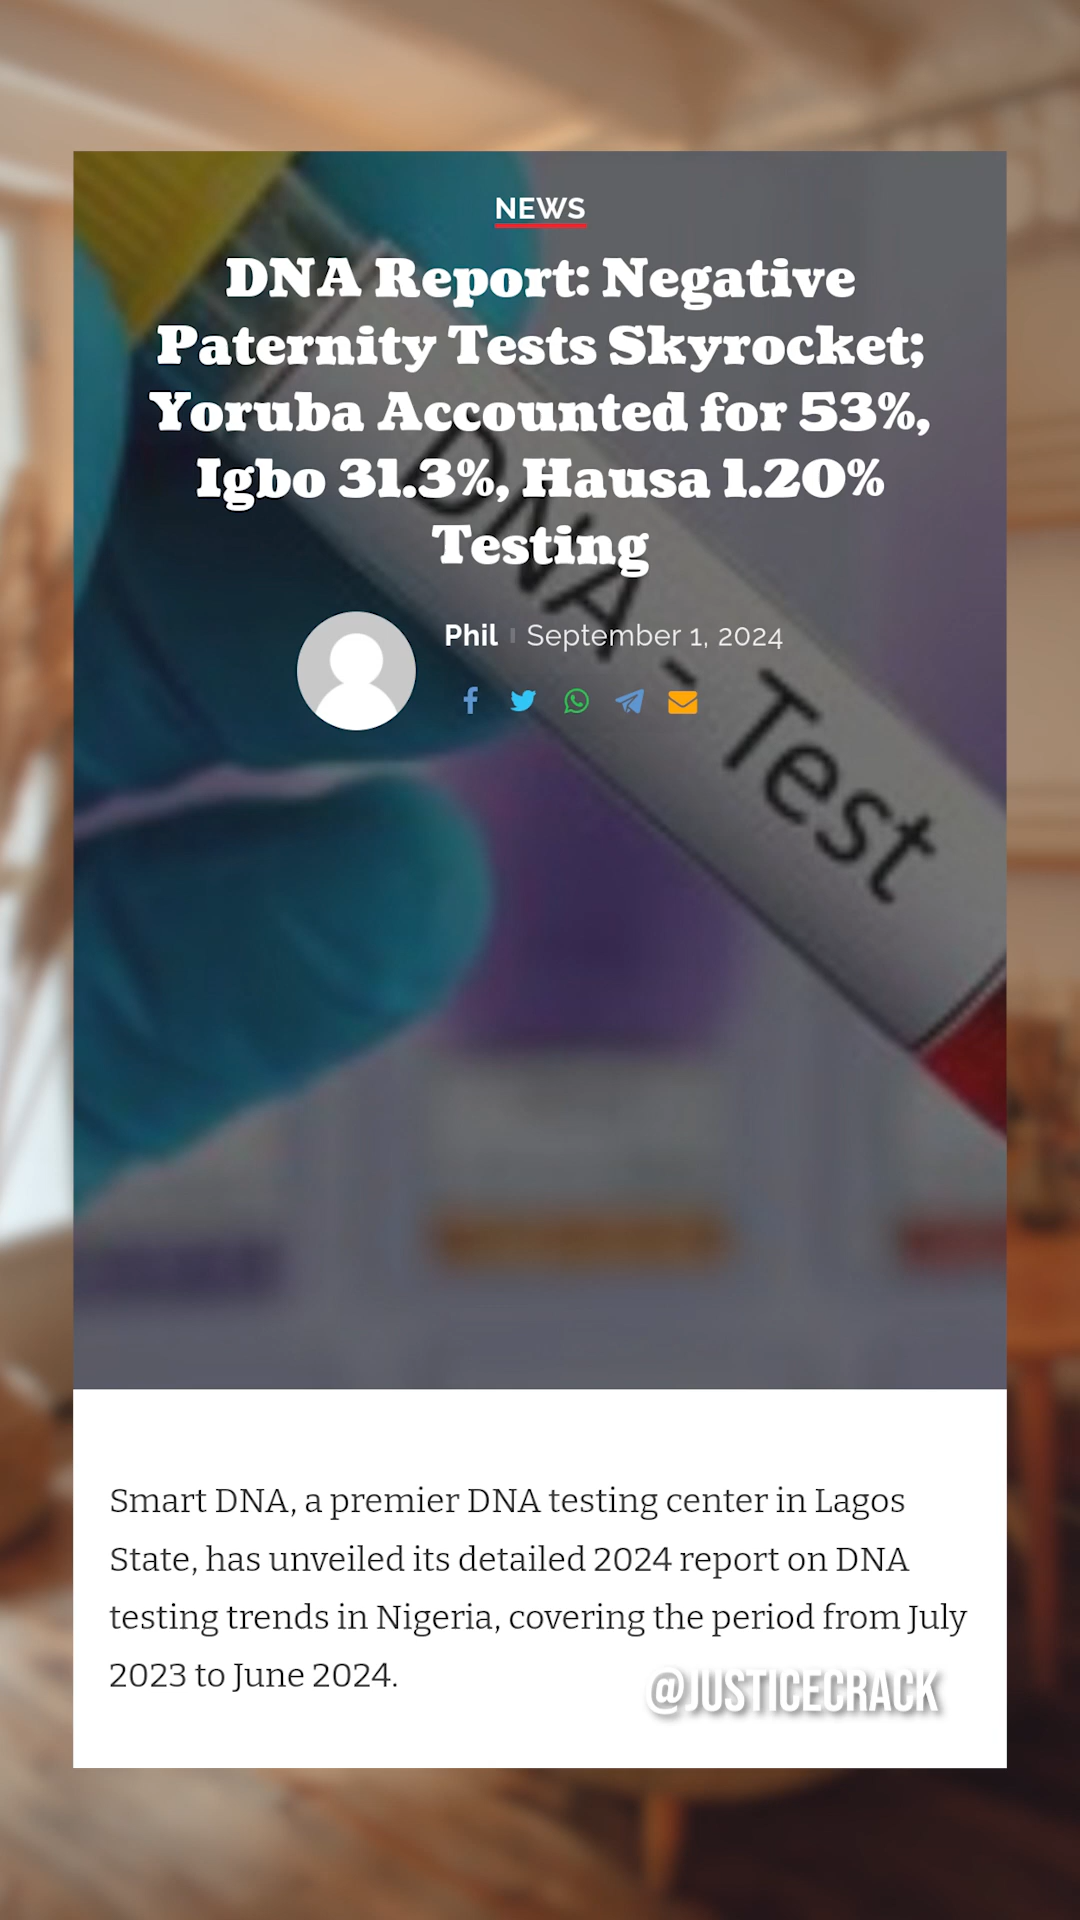 NEWS
DNA Report: Negative
Paternity Tests Skyrocket;
Yoruba Accounted for 53%,
Igbo 31.3%, Hausa 1.20%
Testing
Phil September 1, 2024
DNA - Test
Smart DNA, a premier DNA testing center in Lagos
State, has unveiled its detailed 2024 report on DNA
testing trends in Nigeria, covering the period from July
2023 to June 2024.
@JUSTICECRACK